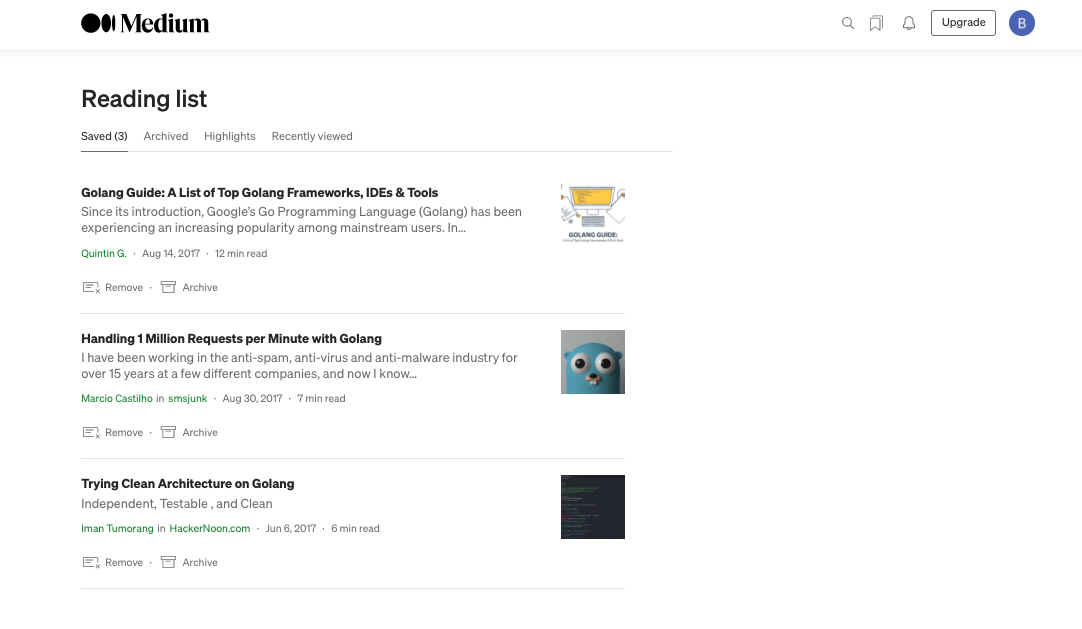 Medium
Upgrade
B
Reading list
Saved (3) Archived Highlights Recently viewed
Golang Guide: A List of Top Golang Frameworks, IDEs & Tools
Since its introduction, Google's Go Programming Language (Golang) has been
experiencing an increasing popularity among mainstream users. In...
GOLANG GUIDE:
Quintin G. · Aug 14, 2017 · 12 min read
Remove · Archive
Handling 1 Million Requests per Minute with Golang
I have been working in the anti-spam, anti-virus and anti-malware industry for
over 15 years at a few different companies, and now I know...
Marcio Castilho in smsjunk · Aug 30, 2017 · 7 min read
Remove · Archive
Trying Clean Architecture on Golang
Independent, Testable , and Clean
Iman Tumorang in HackerNoon.com · Jun 6, 2017 · 6 min read
Remove · Archive